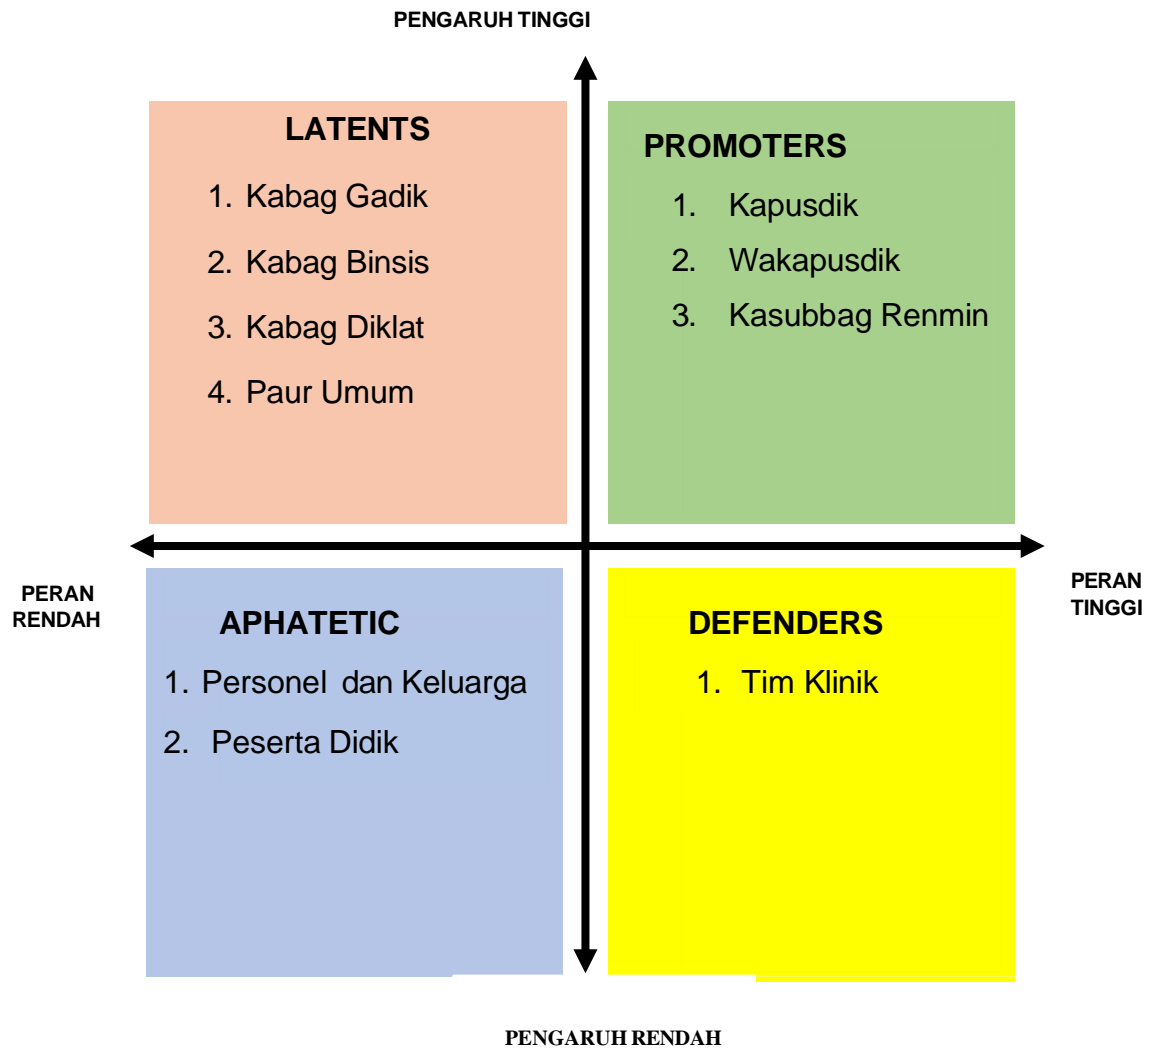 PENGARUH TINGGI
LATENTS
1. Kabag Gadik
2. Kabag Binsis
3. Kabag Diklat
4. Paur Umum
PROMOTERS
1. Kapusdik
2. Wakapusdik
3. Kasubbag Renmin
PERAN
RENDAH
PERAN
TINGGI
APHATETIC
1. Personel dan Keluarga
2. Peserta Didik
DEFENDERS
1. Tim Klinik
PENGARUH RENDAH